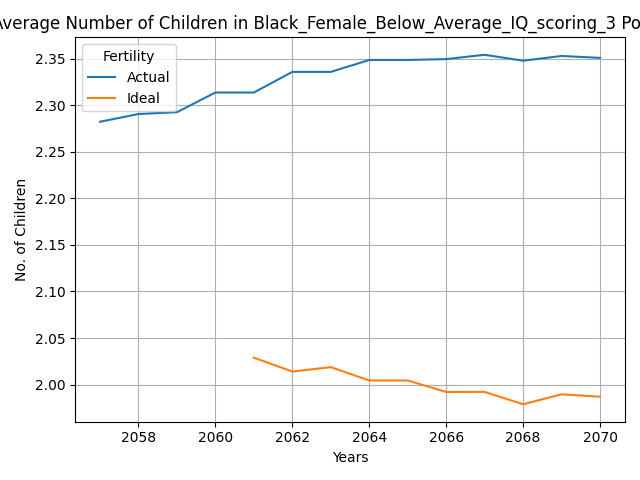 Average Number of Children in Black_Female_Below_Average_IQ_scoring_3 Po
Fertility
Actual
Ideal
2.35
2.30
2.25
2.20
2.15
2.10
2.05
2.00
No. of Children
2058 2060 2062 2064 2066 2068 2070
Years